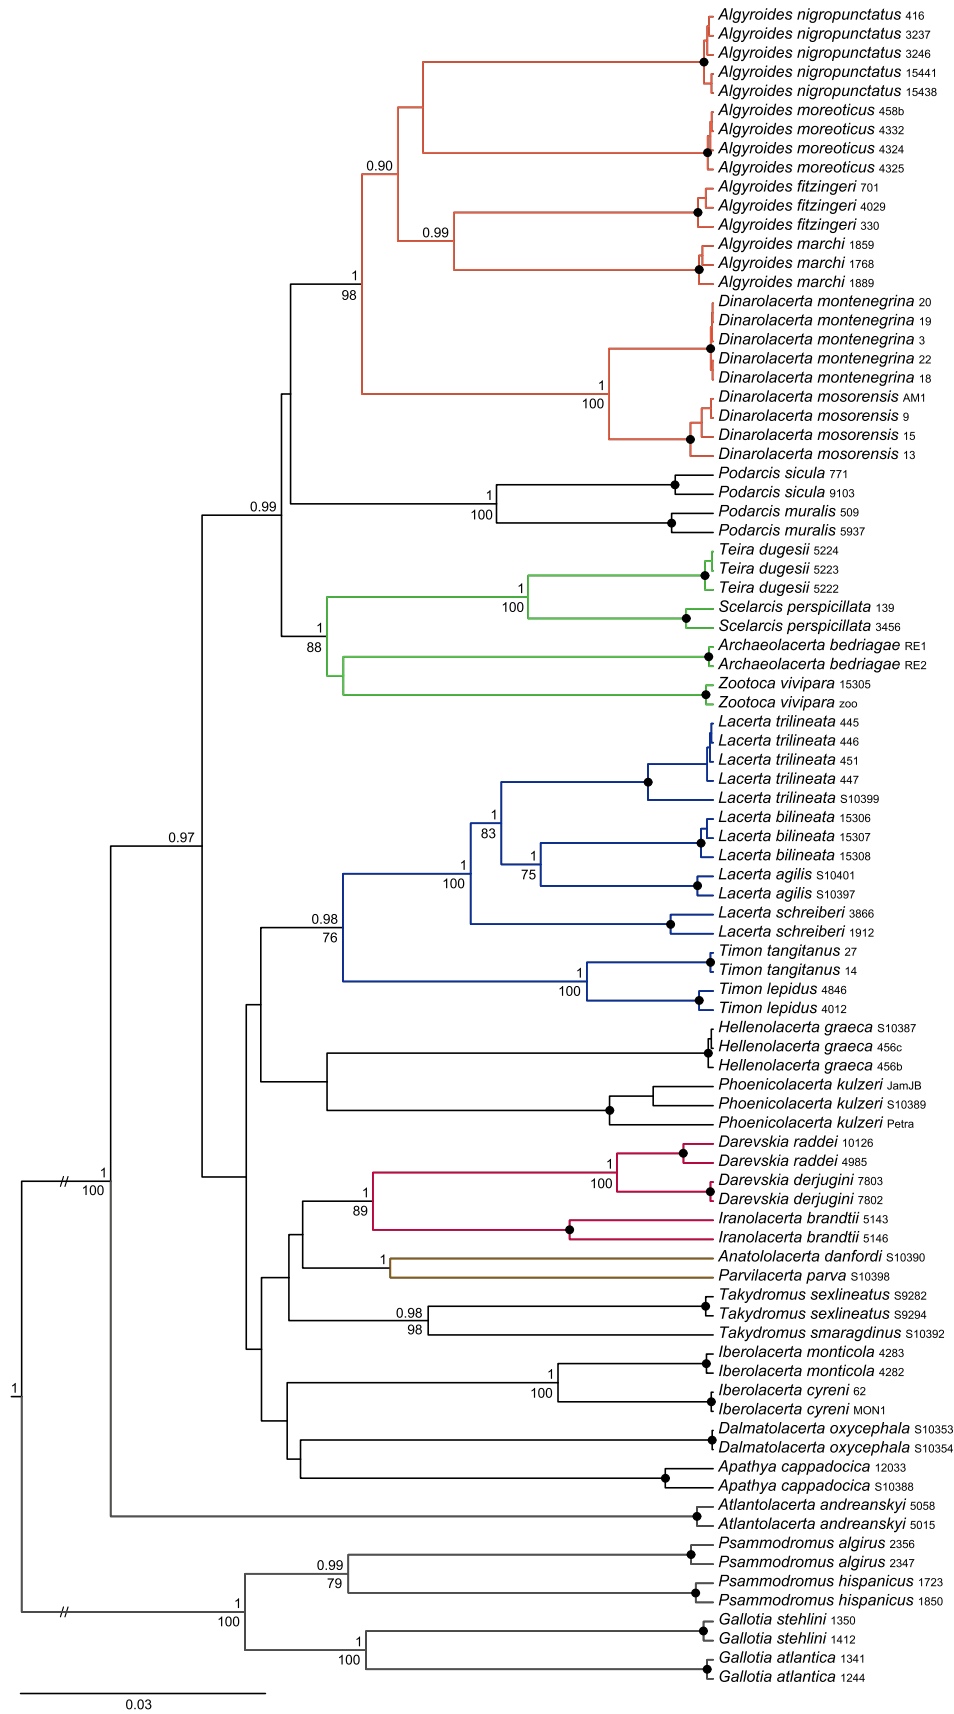 Algyroides nigropunctatus 416
Algyroides nigropunctatus 3237
Algyroides nigropunctatus 3246
Algyroides nigropunctatus 15441
Algyroides nigropunctatus 15438
Algyroides moreoticus 458b
Algyroides moreoticus 4332
Algyroides moreoticus 4324
Algyroides moreoticus 4325
0.90
Algyroides fitzingeri 701
Algyroides fitzingeri 4029
Algyroides fitzingeri 330
0.99
Algyroides marchi 1859
Algyroides marchi 1768
Algyroides marchi 1889
1
98
Dinarolacerta montenegrina 20
Dinarolacerta montenegrina 19
Dinarolacerta montenegrina 3
Dinarolacerta montenegrina 22
Dinarolacerta montenegrina 18
1
100
Dinarolacerta mosorensis AM1
Dinarolacerta mosorensis 9
Dinarolacerta mosorensis 15
Dinarolacerta mosorensis 13
Podarcis sicula 771
Podarcis sicula 9103
1
100
Podarcis muralis 509
Podarcis muralis 5937
0.99
Teira dugesii 5224
Teira dugesii 5223
Teira dugesii 5222
1
100
Scelarcis perspicillata 139
Scelarcis perspicillata 3456
1
88
Archaeolacerta bedriagae RE1
Archaeolacerta bedriagae RE2
Zootoca vivipara 15305
Zootoca vivipara zoo
Lacerta trilineata 445
Lacerta trilineata 446
Lacerta trilineata 451
Lacerta trilineata 447
Lacerta trilineata S10399
1
83
Lacerta bilineata 15306
Lacerta bilineata 15307
Lacerta bilineata 15308
0.97
1
75
1
100
Lacerta agilis S10401
Lacerta agilis S10397
Lacerta schreiberi 3866
Lacerta schreiberi 1912
0.98
76
Timon tangitanus 27
Timon tangitanus 14
1
100
Timon lepidus 4846
Timon lepidus 4012
Hellenolacerta graeca S10387
Hellenolacerta graeca 456c
Hellenolacerta graeca 456b
Phoenicolacerta kulzeri JamJB
Phoenicolacerta kulzeri S10389
Phoenicolacerta kulzeri Petra
Darevskia raddei 10126
Darevskia raddei 4985
1
100
1
100
Darevskia derjugini 7803
Darevskia derjugini 7802
1
89
Iranolacerta brandtii 5143
Iranolacerta brandtii 5146
1
Anatololacerta danfordi S10390
Parvilacerta parva S10398
Takydromus sexlineatus S9282
Takydromus sexlineatus S9294
0.98
98
Takydromus smaragdinus S10392
Iberolacerta monticola 4283
Iberolacerta monticola 4282
1
100
1
Iberolacerta cyreni 62
Iberolacerta cyreni MON1
Dalmatolacerta oxycephala S10353
Dalmatolacerta oxycephala S10354
Apathya cappadocica 12033
Apathya cappadocica S10388
Atlantolacerta andreanskyi 5058
Atlantolacerta andreanskyi 5015
Psammodromus algirus 2356
Psammodromus algirus 2347
0.99
79
Psammodromus hispanicus 1723
Psammodromus hispanicus 1850
1
100
Gallotia stehlini 1350
Gallotia stehlini 1412
1
100
Gallotia atlantica 1341
Gallotia atlantica 1244
0.03